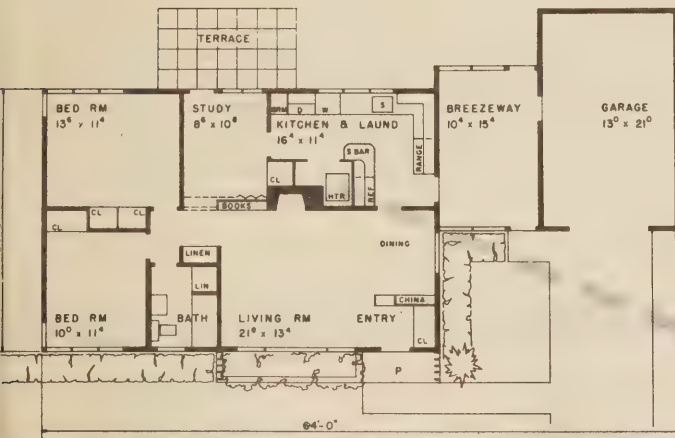 TERRACE
BED RM
13⁶ x 11⁴
STUDY
8⁶ x 10⁸
BRM
D
W
S
KITCHEN & LAUND
16⁴ x 11⁴
S BAR
RANGE
REF
HTR
CL
BREEZEWAY
10⁴ x 15⁴
GARAGE
13⁰ x 21⁰
BOOKS
CL
CL
CL
LINEN
LIN
DINING
CHINA
BED RM
10⁰ x 11⁴
BATH
LIVING RM
21⁸ x 13⁴
ENTRY
CL
P
64'-0"